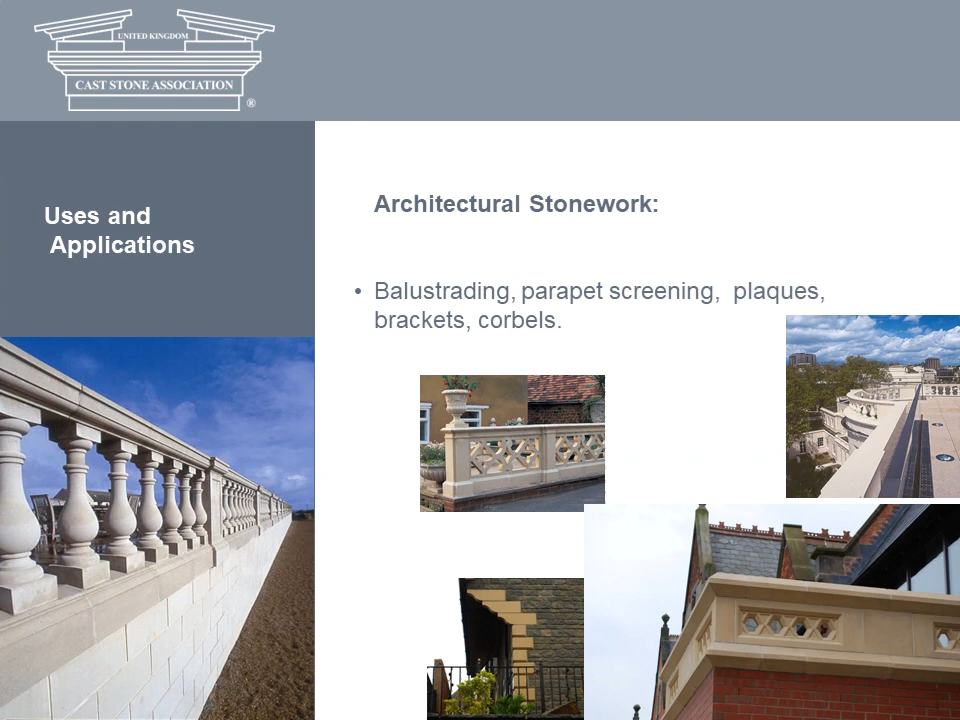 UNITED KINGDOM
CAST STONE ASSOCIATION
®
Uses and
Applications
Architectural Stonework:
• Balustrading, parapet screening, plaques,
brackets, corbels.